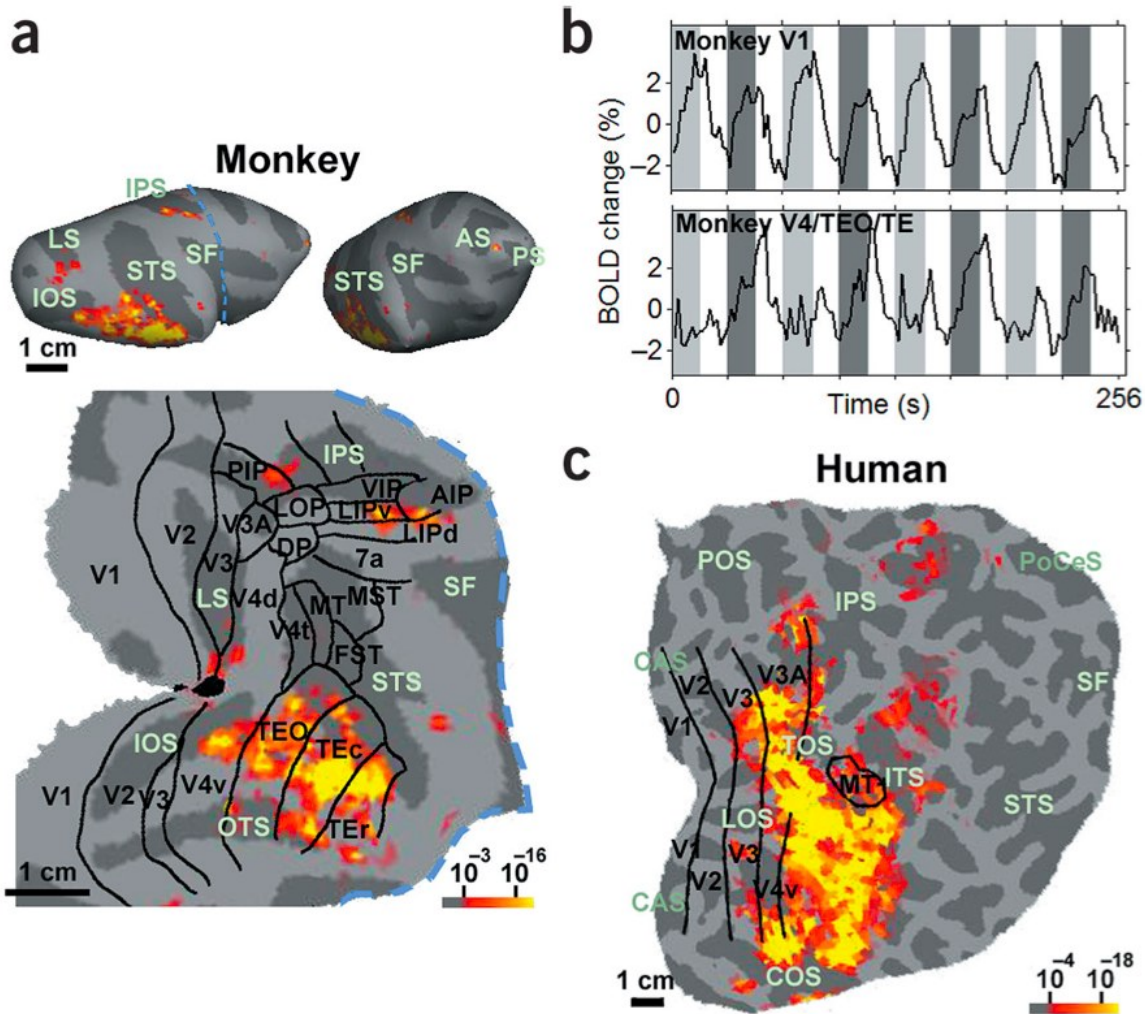 a
Monkey
IPS
LS
STS
SF
IOS
1 cm
AS
PS
SF
STS
IPS
PIP
VIP
AIP
LOP
LIPv
LIPd
V3A
V2
DP
7a
V3
V1
SF
LS
V4d
MT
MST
V4t
FST
STS
IOS
TEO
TEc
V1
V2
V3
V4v
OTS
TEr
1 cm
10–3 10–16
b
Monkey V1
BOLD change (%)
2
0
–2
Monkey V4/TEO/TE
2
0
–2
0 Time (s) 256
c
Human
POS
PoCeS
IPS
CAS
V2
V3
V3A
SF
V1
TOS
MT
ITS
STS
LOS
V1
V3
V2
V4v
CAS
COS
1 cm
10–4 10–18